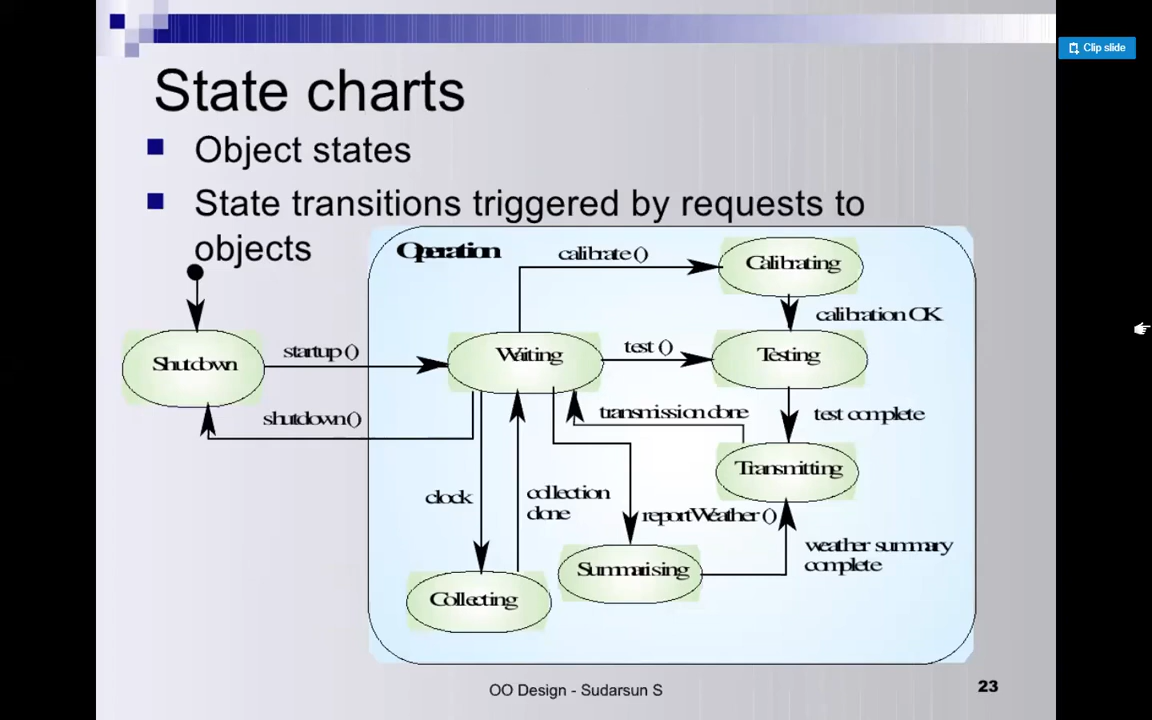 Clip slide
State charts
Object states
State transitions triggered by requests to
objects
Operation
calibrate ()
Calibrating
calibration OK
startup ()
Waiting
test ()
Testing
Shutdown
shutdown()
transmission done
test complete
Transmitting
clock
collection
done
reportWeather ()
weather summary
complete
Summarising
Collecting
OO Design - Sudarsun S
23